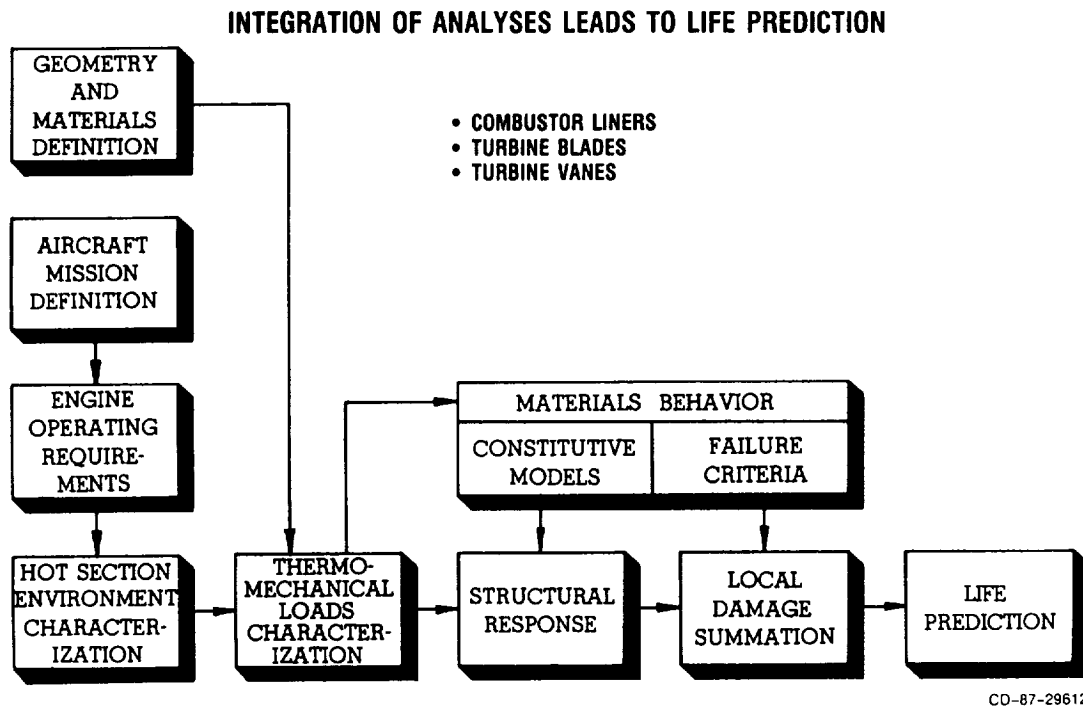 INTEGRATION OF ANALYSES LEADS TO LIFE PREDICTION
GEOMETRY
AND
MATERIALS
DEFINITION
• COMBUSTOR LINERS
• TURBINE BLADES
• TURBINE VANES
AIRCRAFT
MISSION
DEFINITION
ENGINE
OPERATING
REQUIRE-
MENTS
MATERIALS BEHAVIOR
CONSTITUTIVE
MODELS
FAILURE
CRITERIA
HOT SECTION
ENVIRONMENT
CHARACTER-
IZATION
THERMO-
MECHANICAL
LOADS
CHARACTER-
IZATION
STRUCTURAL
RESPONSE
LOCAL
DAMAGE
SUMMATION
LIFE
PREDICTION
CD-87-29612